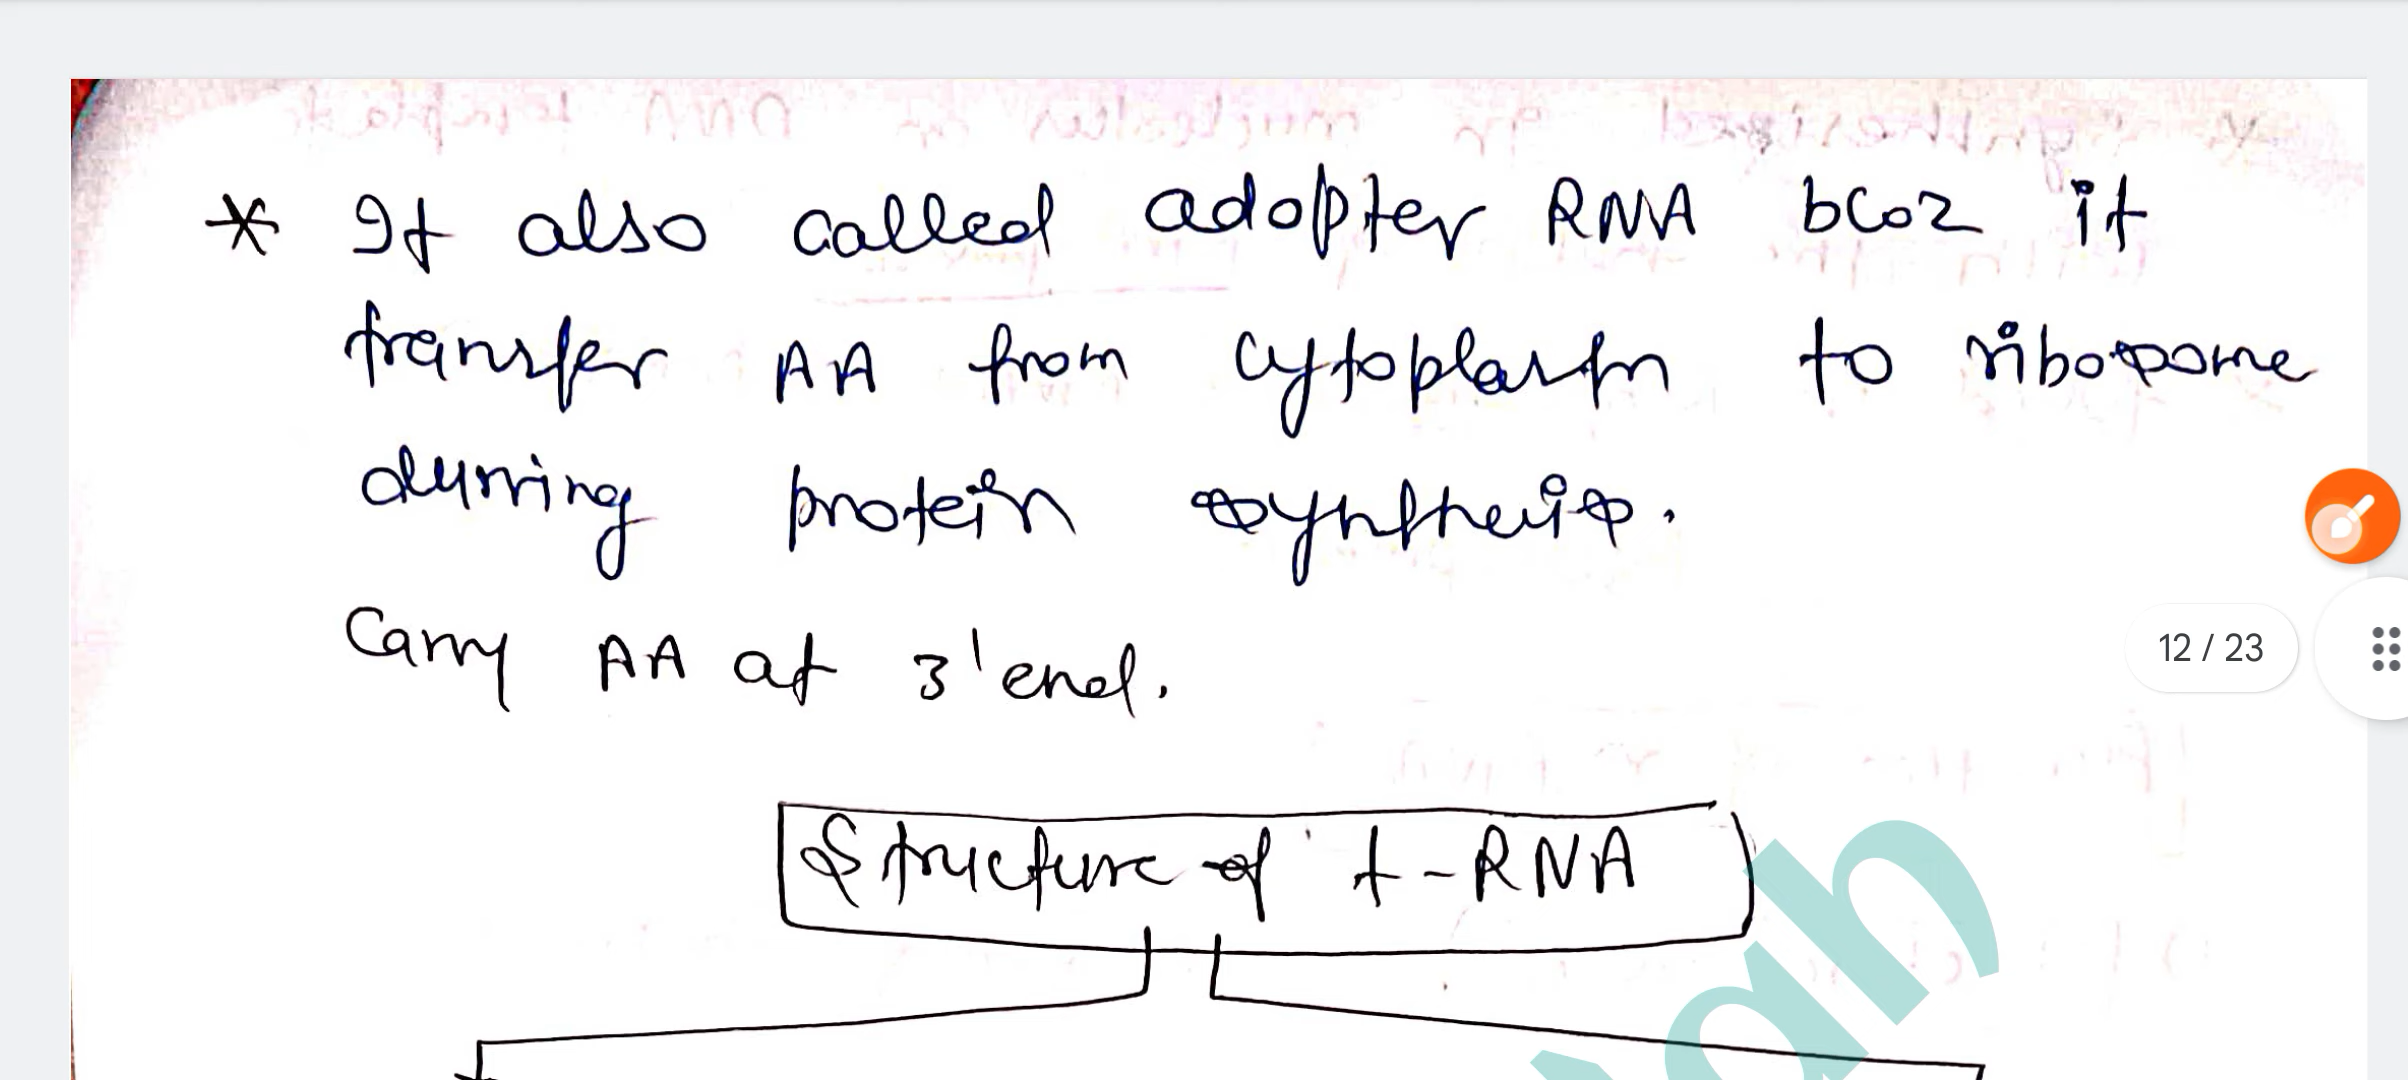 * It also called adopter RNA bcoz it
transfer AA from cytoplasm to ribosome
during protein synthesis.
Carry AA at 3' end.
12 / 23
Structure of t-RNA